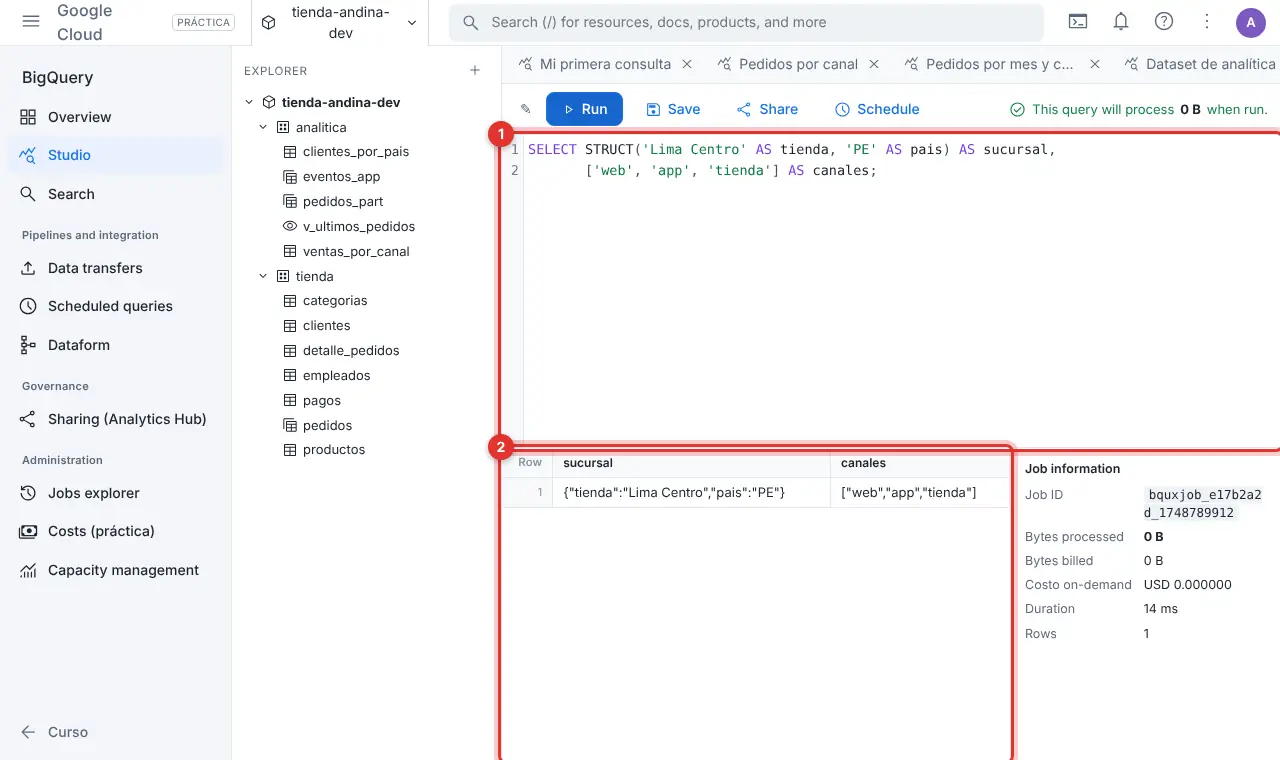 Google Cloud
PRÁCTICA
tienda-andina-dev
Search (/) for resources, docs, products, and more
A
BigQuery
Overview
Studio
Search
Pipelines and integration
Data transfers
Scheduled queries
Dataform
Governance
Sharing (Analytics Hub)
Administration
Jobs explorer
Costs (práctica)
Capacity management
Curso
EXPLORER
tienda-andina-dev
analitica
clientes_por_pais
eventos_app
pedidos_part
v_ultimos_pedidos
ventas_por_canal
tienda
categorias
clientes
detalle_pedidos
empleados
pagos
pedidos
productos
Mi primera consulta
Pedidos por canal
Pedidos por mes y c...
Dataset de analítica
Run
Save
Share
Schedule
This query will process 0 B when run.
1
1 SELECT STRUCT('Lima Centro' AS tienda, 'PE' AS pais) AS sucursal,
2 ['web', 'app', 'tienda'] AS canales;
2
Row sucursal canales
1 {"tienda":"Lima Centro","pais":"PE"} ["web","app","tienda"]
Job information
Job ID bquxjob_e17b2a2
d_1748789912
Bytes processed 0 B
Bytes billed 0 B
Costo on-demand USD 0.000000
Duration 14 ms
Rows 1